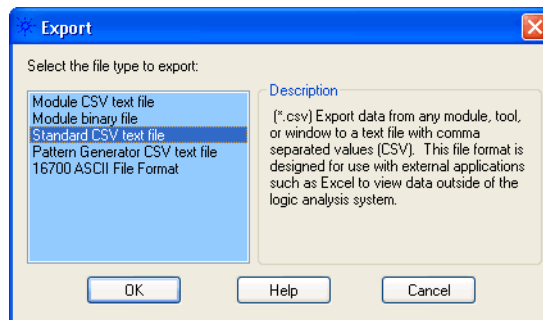 Export
Select the file type to export:
Module CSV text file
Module binary file
Standard CSV text file
Pattern Generator CSV text file
16700 ASCII File Format
Description
(*.csv) Export data from any module, tool,
or window to a text file with comma
separated values (CSV). This file format is
designed for use with external applications
such as Excel to view data outside of the
logic analysis system.
OK
Help
Cancel